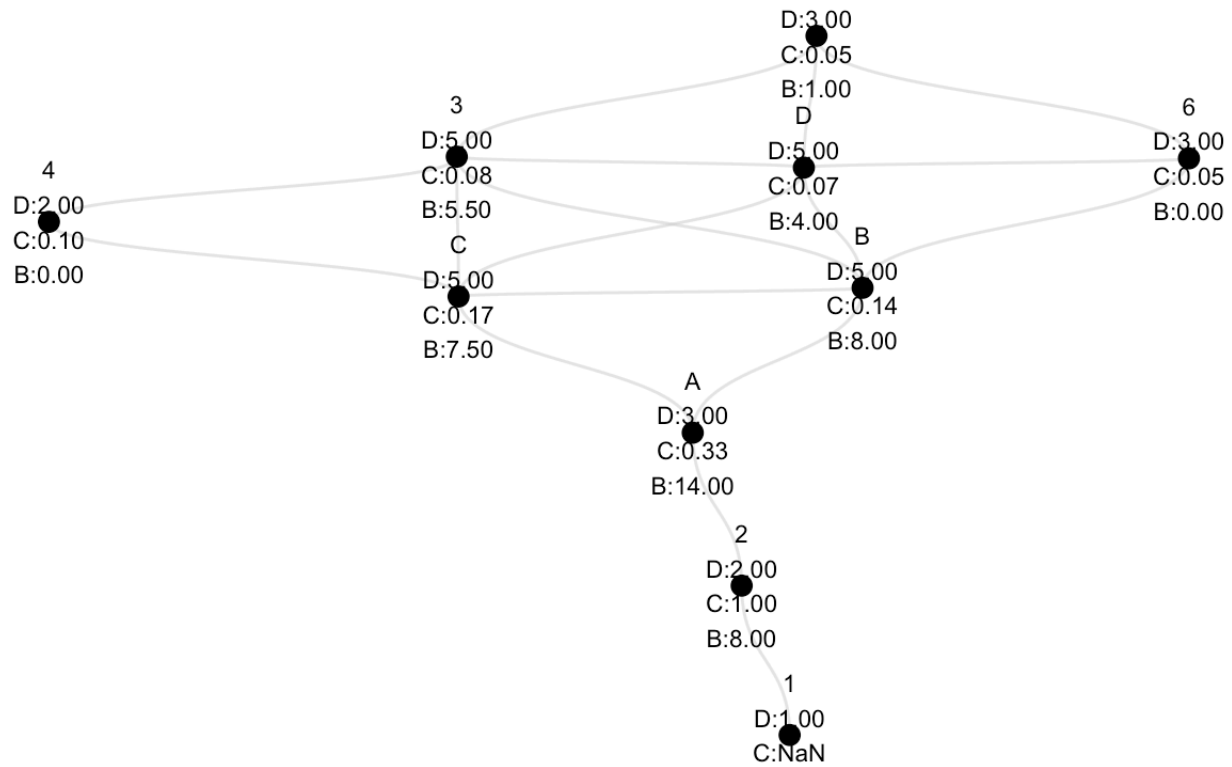 D:3.00
C:0.05
B:1.00
3
D:5.00
C:0.08
B:5.50
D
D:5.00
C:0.07
B:4.00
6
D:3.00
C:0.05
B:0.00
4
D:2.00
C:0.10
B:0.00
C
D:5.00
C:0.17
B:7.50
B
D:5.00
C:0.14
B:8.00
A
D:3.00
C:0.33
B:14.00
2
D:2.00
C:1.00
B:8.00
1
D:1.00
C:NaN